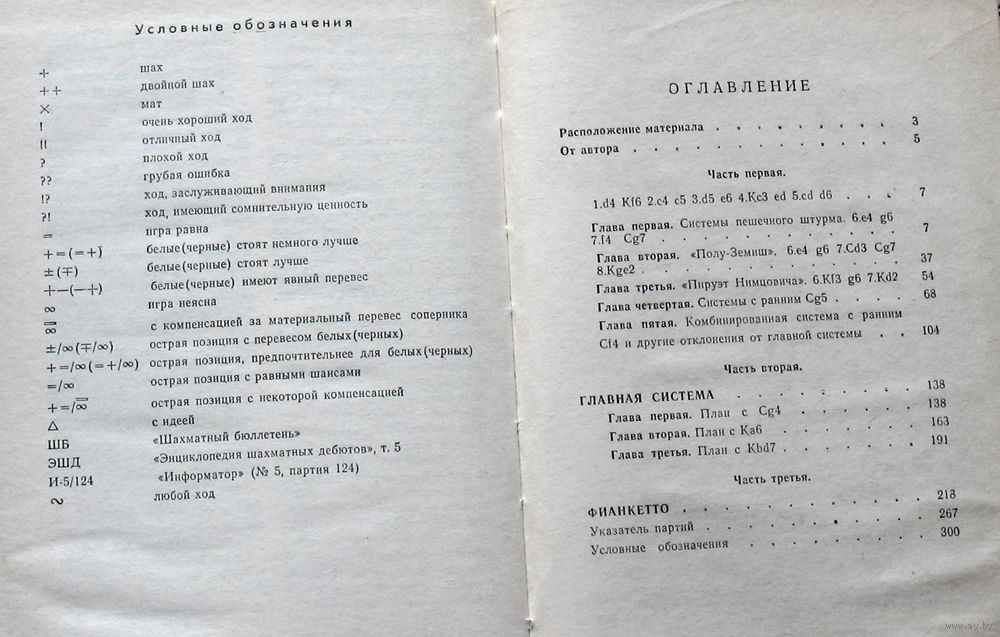 Условные обозначения
+ шах
++ двойной шах
× мат
! очень хороший ход
!! отличный ход
? плохой ход
?? грубая ошибка
!? ход, заслуживающий внимания
?! ход, имеющий сомнительную ценность
= игра равна
+=(=+) белые(черные) стоят немного лучше
±(∓) белые(черные) стоят лучше
+—(—+) белые(черные) имеют явный перевес
∞ игра неясна
∞̅ с компенсацией за материальный перевес соперника
±/∞(∓/∞) острая позиция с перевесом белых(черных)
+=/∞(=+/∞) острая позиция, предпочтительнее для белых(черных)
=/∞ острая позиция с равными шансами
+=/∞̅ острая позиция с некоторой компенсацией
△ с идеей
ШБ «Шахматный бюллетень»
ЭШД «Энциклопедия шахматных дебютов», т. 5
И-5/124 «Информатор» (№ 5, партия 124)
∾ любой ход
ОГЛАВЛЕНИЕ
Расположение материала . . . . . . . . 3
От автора . . . . . . . . . . 5
Часть первая.
1.d4 Kf6 2.c4 c5 3.d5 e6 4.Kc3 ed 5.cd d6 . . . 7
Глава первая. Системы пешечного штурма. 6.e4 g6
7.f4 Cg7 . . . . . . . . . . 7
Глава вторая. «Полу-Земиш». 6.e4 g6 7.Cd3 Cg7
8.Kge2 . . . . . . . . . . 37
Глава третья. «Пируэт Нимцовича». 6.Kf3 g6 7.Kd2 54
Глава четвертая. Системы с ранним Cg5 . . . . 68
Глава пятая. Комбинированная система с ранним
Cf4 и другие отклонения от главной системы . . 104
Часть вторая.
ГЛАВНАЯ СИСТЕМА . . . . . . . . 138
Глава первая. План с Cg4 . . . . . . 138
Глава вторая. План с Ka6 . . . . . . 163
Глава третья. План с Kbd7 . . . . . . 191
Часть третья.
ФИАНКЕТТО . . . . . . . . . . 218
Указатель партий . . . . . . . . . 267
Условные обозначения . . . . . . . 300
www.ay.by